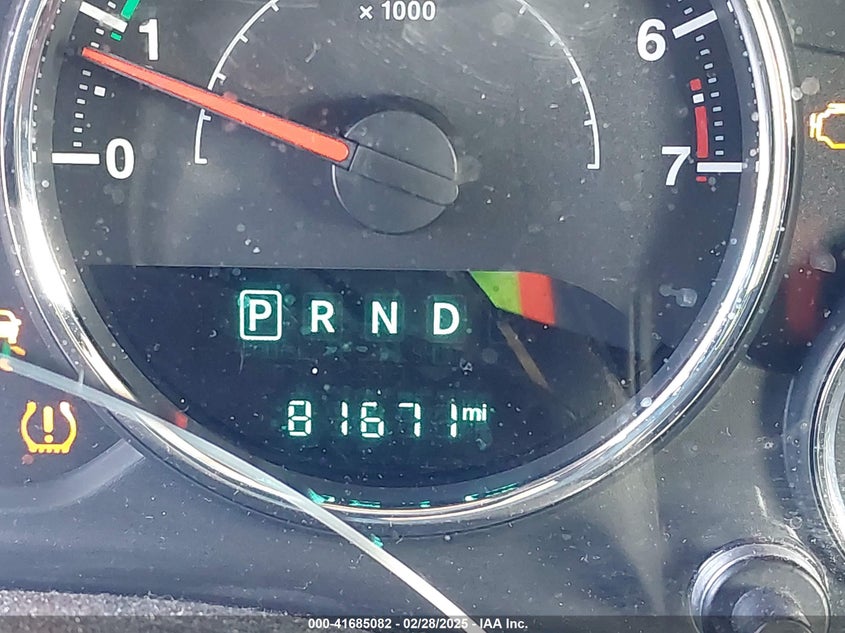 x 1000
1
6
0
7
P R N D
81671 mi
000-41685082 - 02/28/2025 - IAA Inc.